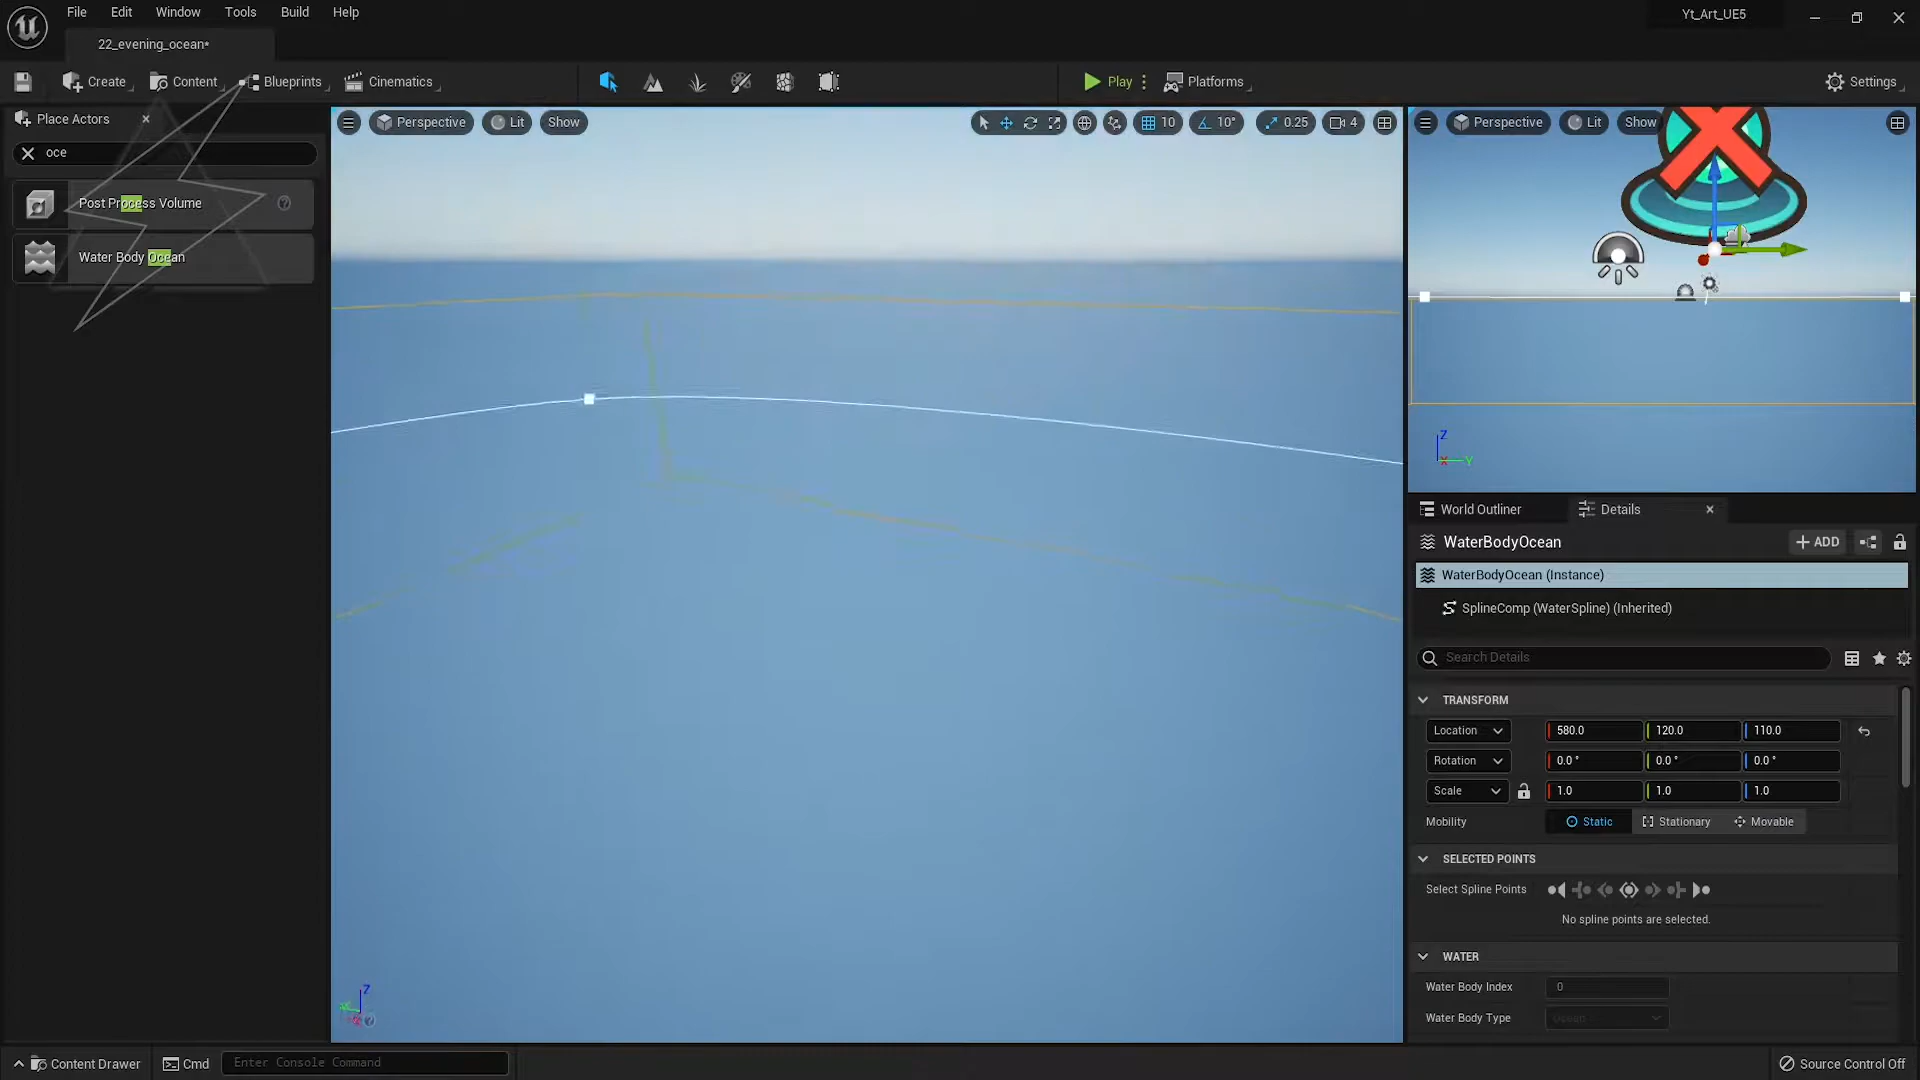 File Edit Window Tools Build Help
Yt_Art_UE5
22_evening_ocean*
Create Content Blueprints Cinematics
Play Platforms
Settings
Place Actors
oce
Post Process Volume
Water Body Ocean
Perspective Lit Show
10 10° 0.25 4
Perspective Lit Show
Z
X Y
World Outliner Details
WaterBodyOcean
ADD
WaterBodyOcean (Instance)
SplineComp (WaterSpline) (Inherited)
Search Details
TRANSFORM
Location 580.0 120.0 110.0
Rotation 0.0 ° 0.0 ° 0.0 °
Scale 1.0 1.0 1.0
Mobility Static Stationary Movable
SELECTED POINTS
Select Spline Points
No spline points are selected.
WATER
Water Body Index 0
Water Body Type Ocean
Z
Content Drawer Cmd Enter Console Command
Source Control Off